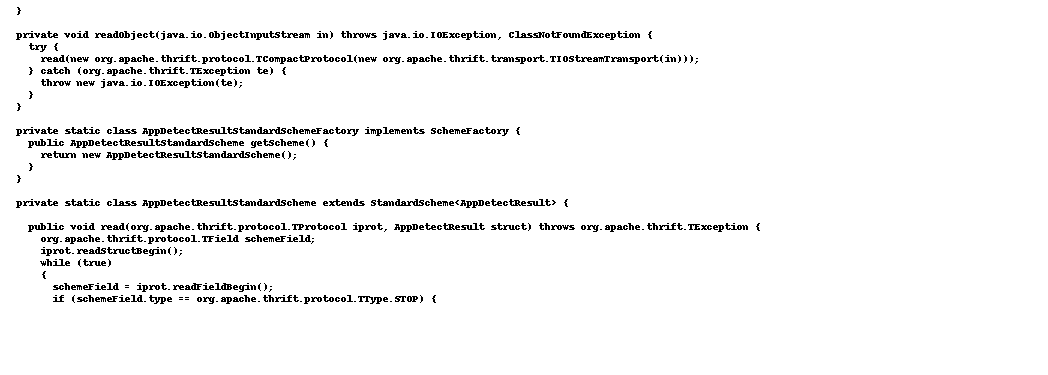 }
private void readObject(java.io.ObjectInputStream in) throws java.io.IOException, ClassNotFoundException {
try {
read(new org.apache.thrift.protocol.TCompactProtocol(new org.apache.thrift.transport.TIOStreamTransport(in)));
} catch (org.apache.thrift.TException te) {
throw new java.io.IOException(te);
}
}
private static class AppDetectResultStandardSchemeFactory implements SchemeFactory {
public AppDetectResultStandardScheme getScheme() {
return new AppDetectResultStandardScheme();
}
}
private static class AppDetectResultStandardScheme extends StandardScheme<AppDetectResult> {
public void read(org.apache.thrift.protocol.TProtocol iprot, AppDetectResult struct) throws org.apache.thrift.TException {
org.apache.thrift.protocol.TField schemeField;
iprot.readStructBegin();
while (true)
{
schemeField = iprot.readFieldBegin();
if (schemeField.type == org.apache.thrift.protocol.TType.STOP) {